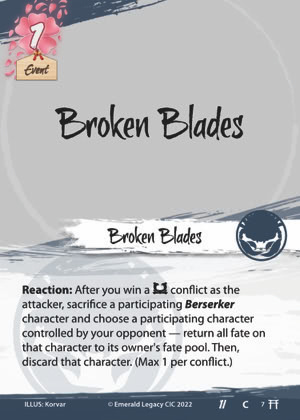 1
Event
Broken Blades
Broken Blades
Reaction: After you win a conflict as the
attacker, sacrifice a participating Berserker
character and choose a participating character
controlled by your opponent — return all fate on
that character to its owner's fate pool. Then,
discard that character. (Max 1 per conflict.)
ILLUS: Korvar
© Emerald Legacy CIC 2022
C
7